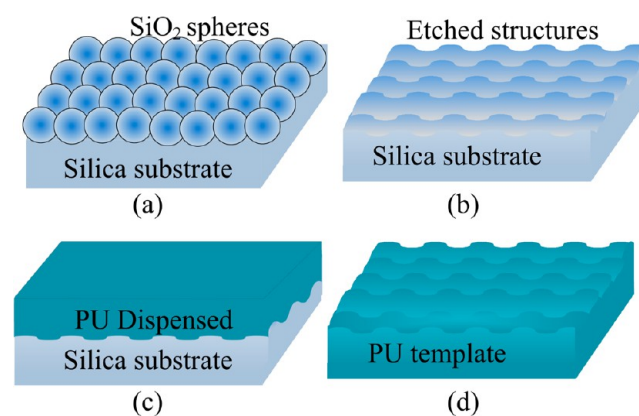 SiO₂ spheres
Silica substrate
(a)
Etched structures
Silica substrate
(b)
PU Dispensed
Silica substrate
(c)
PU template
(d)